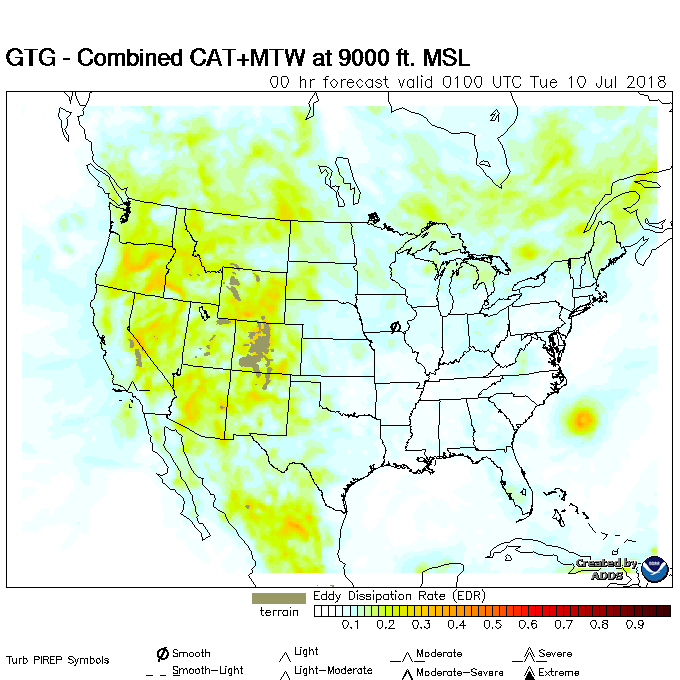 GTG - Combined CAT+MTW at 9000 ft. MSL
00 hr forecast valid 0100 UTC Tue 10 Jul 2018
Created by
ADDS
Eddy Dissipation Rate (EDR)
terrain
0.1 0.2 0.3 0.4 0.5 0.6 0.7 0.8 0.9
Turb PIREP Symbols
Smooth Light Moderate Severe
Smooth-Light Light-Moderate Moderate-Severe Extreme